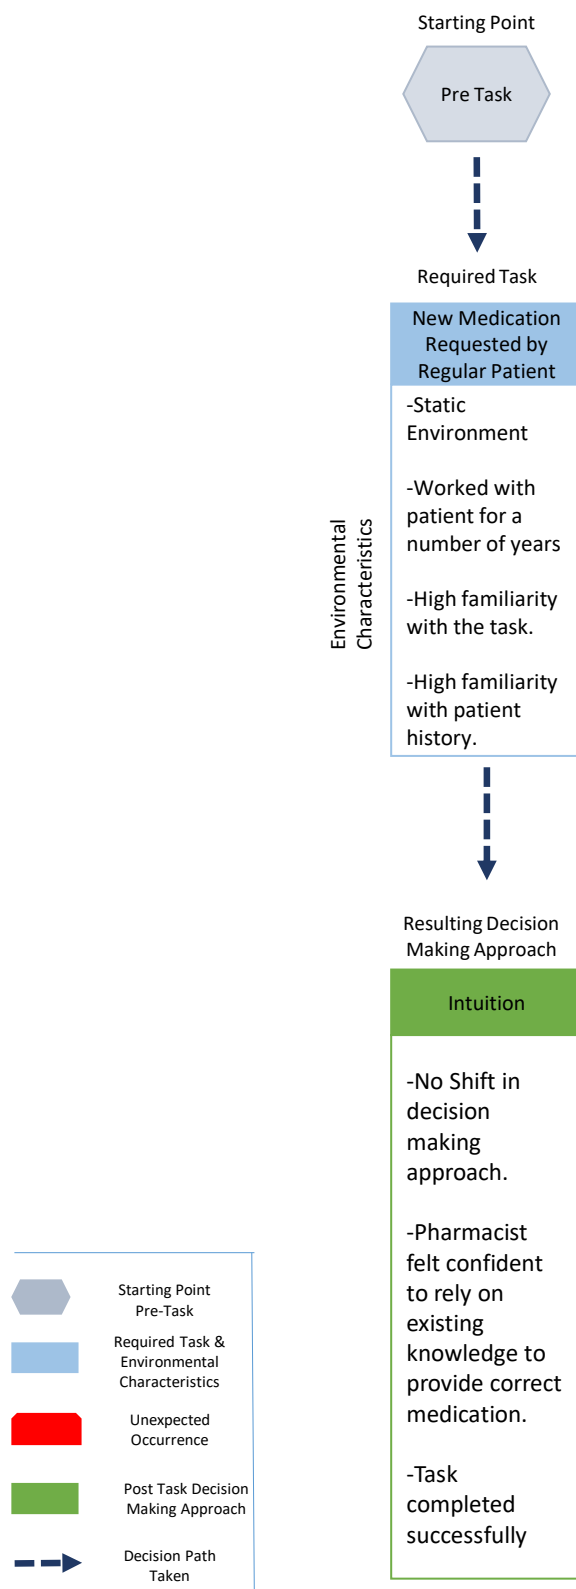 Starting Point
Pre Task
Required Task
New Medication
Requested by
Regular Patient
Environmental
Characteristics
-Static
Environment
-Worked with
patient for a
number of years
-High familiarity
with the task.
-High familiarity
with patient
history.
Resulting Decision
Making Approach
Intuition
-No Shift in
decision
making
approach.
-Pharmacist
felt confident
to rely on
existing
knowledge to
provide correct
medication.
-Task
completed
successfully
Starting Point
Pre-Task
Required Task &
Environmental
Characteristics
Unexpected
Occurrence
Post Task Decision
Making Approach
Decision Path
Taken